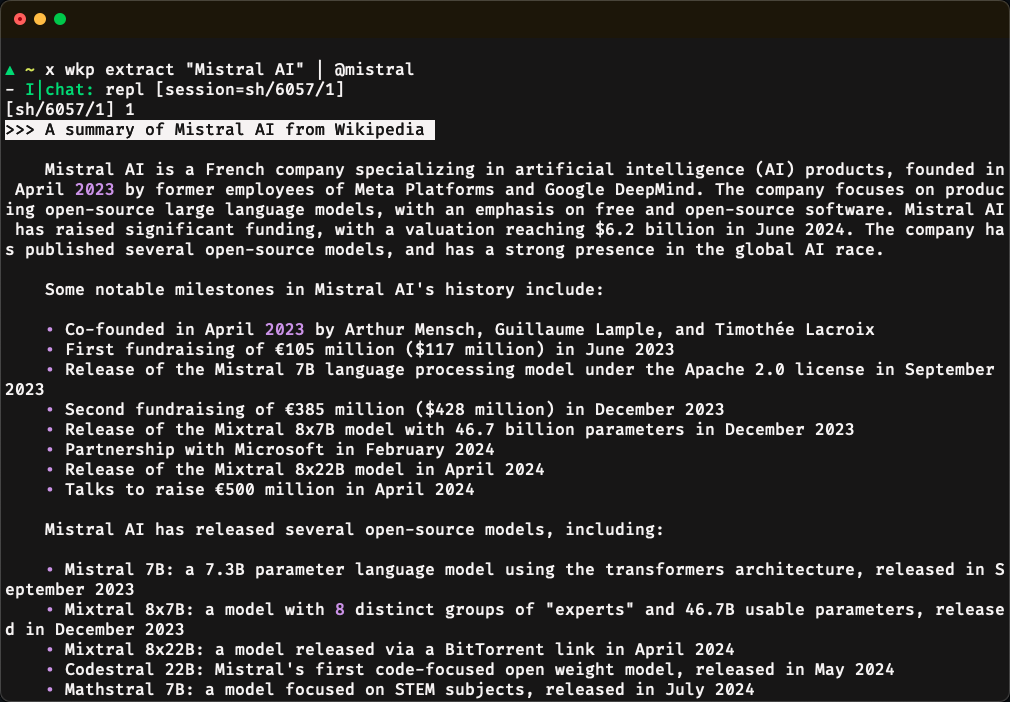 ▲ ~ x wkp extract "Mistral AI" | @mistral
- I|chat: repl [session=sh/6057/1]
[sh/6057/1] 1
>>> A summary of Mistral AI from Wikipedia
Mistral AI is a French company specializing in artificial intelligence (AI) products, founded in
April 2023 by former employees of Meta Platforms and Google DeepMind. The company focuses on produc
ing open-source large language models, with an emphasis on free and open-source software. Mistral AI
has raised significant funding, with a valuation reaching $6.2 billion in June 2024. The company ha
s published several open-source models, and has a strong presence in the global AI race.
Some notable milestones in Mistral AI's history include:
• Co-founded in April 2023 by Arthur Mensch, Guillaume Lample, and Timothée Lacroix
• First fundraising of €105 million ($117 million) in June 2023
• Release of the Mistral 7B language processing model under the Apache 2.0 license in September
2023
• Second fundraising of €385 million ($428 million) in December 2023
• Release of the Mixtral 8x7B model with 46.7 billion parameters in December 2023
• Partnership with Microsoft in February 2024
• Release of the Mixtral 8x22B model in April 2024
• Talks to raise €500 million in April 2024
Mistral AI has released several open-source models, including:
• Mistral 7B: a 7.3B parameter language model using the transformers architecture, released in S
eptember 2023
• Mixtral 8x7B: a model with 8 distinct groups of "experts" and 46.7B usable parameters, release
d in December 2023
• Mixtral 8x22B: a model released via a BitTorrent link in April 2024
• Codestral 22B: Mistral's first code-focused open weight model, released in May 2024
• Mathstral 7B: a model focused on STEM subjects, released in July 2024